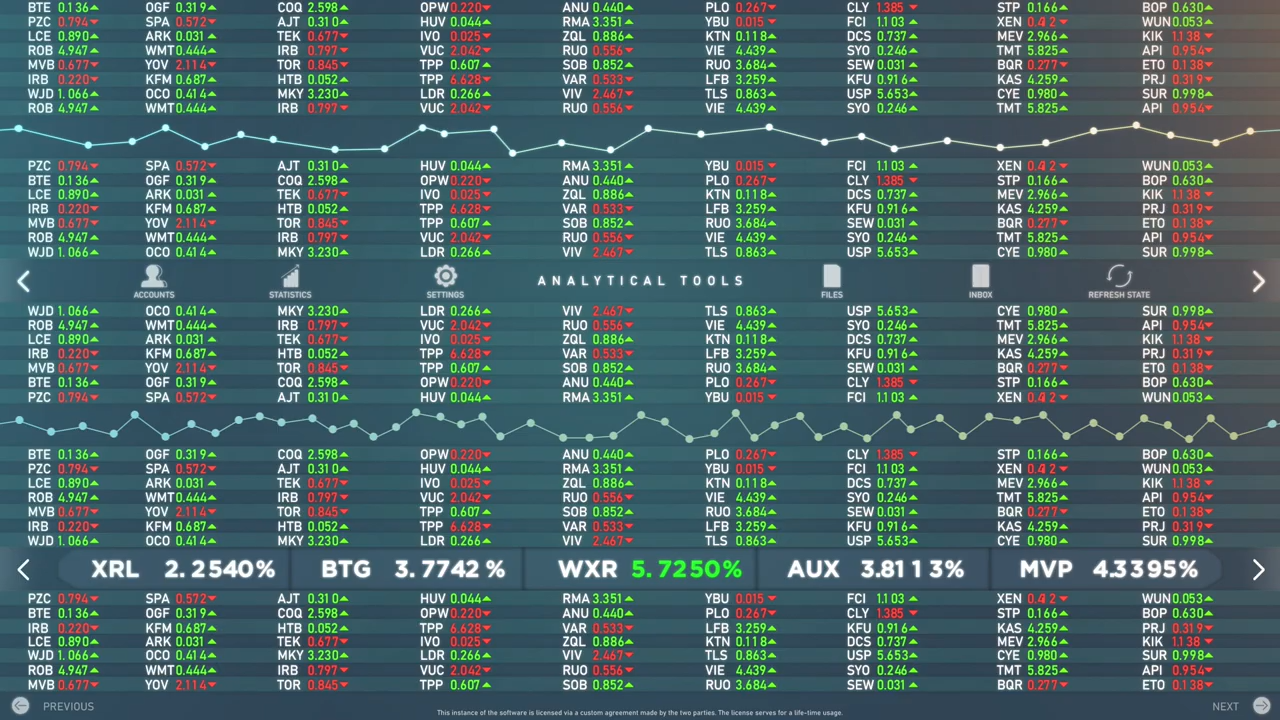 BTE 0.136 OGF 0.319 COQ 2.598 OPW 0.220 ANU 0.440 PLO 0.267 CLY 1.385 STP 0.166 BOP 0.630
PZC 0.794 SPA 0.572 AJT 0.310 HUV 0.044 RMA 3.351 YBU 0.015 FCI 1.103 XEN 0.412 WUN 0.053
LCE 0.890 ARK 0.031 TEK 0.677 IVO 0.025 ZQL 0.886 KTN 0.118 DCS 0.737 MEV 2.966 KIK 1.138
ROB 4.947 WMT 0.444 IRB 0.797 VUC 2.042 RUO 0.556 VIE 4.439 SYO 0.246 TMT 5.825 API 0.954
MVB 0.677 YOV 2.114 TOR 0.845 TPP 0.607 SOB 0.852 RUO 3.684 SEW 0.031 BQR 0.277 ETO 0.138
IRB 0.220 KFM 0.687 HTB 0.052 TPP 6.628 VAR 0.533 LFB 3.259 KFU 0.916 KAS 4.259 PRJ 0.319
WJD 1.066 OCO 0.414 MKY 3.230 LDR 0.266 VIV 2.467 TLS 0.863 USP 5.653 CYE 0.980 SUR 0.998
ROB 4.947 WMT 0.444 IRB 0.797 VUC 2.042 RUO 0.556 VIE 4.439 SYO 0.246 TMT 5.825 API 0.954
PZC 0.794 SPA 0.572 AJT 0.310 HUV 0.044 RMA 3.351 YBU 0.015 FCI 1.103 XEN 0.412 WUN 0.053
BTE 0.136 OGF 0.319 COQ 2.598 OPW 0.220 ANU 0.440 PLO 0.267 CLY 1.385 STP 0.166 BOP 0.630
LCE 0.890 ARK 0.031 TEK 0.677 IVO 0.025 ZQL 0.886 KTN 0.118 DCS 0.737 MEV 2.966 KIK 1.138
IRB 0.220 KFM 0.687 HTB 0.052 TPP 6.628 VAR 0.533 LFB 3.259 KFU 0.916 KAS 4.259 PRJ 0.319
MVB 0.677 YOV 2.114 TOR 0.845 TPP 0.607 SOB 0.852 RUO 3.684 SEW 0.031 BQR 0.277 ETO 0.138
ROB 4.947 WMT 0.444 IRB 0.797 VUC 2.042 RUO 0.556 VIE 4.439 SYO 0.246 TMT 5.825 API 0.954
WJD 1.066 OCO 0.414 MKY 3.230 LDR 0.266 VIV 2.467 TLS 0.863 USP 5.653 CYE 0.980 SUR 0.998
ANALYTICAL TOOLS
ACCOUNTS STATISTICS SETTINGS FILES INBOX REFRESH STATE
WJD 1.066 OCO 0.414 MKY 3.230 LDR 0.266 VIV 2.467 TLS 0.863 USP 5.653 CYE 0.980 SUR 0.998
ROB 4.947 WMT 0.444 IRB 0.797 VUC 2.042 RUO 0.556 VIE 4.439 SYO 0.246 TMT 5.825 API 0.954
LCE 0.890 ARK 0.031 TEK 0.677 IVO 0.025 ZQL 0.886 KTN 0.118 DCS 0.737 MEV 2.966 KIK 1.138
IRB 0.220 KFM 0.687 HTB 0.052 TPP 6.628 VAR 0.533 LFB 3.259 KFU 0.916 KAS 4.259 PRJ 0.319
MVB 0.677 YOV 2.114 TOR 0.845 TPP 0.607 SOB 0.852 RUO 3.684 SEW 0.031 BQR 0.277 ETO 0.138
BTE 0.136 OGF 0.319 COQ 2.598 OPW 0.220 ANU 0.440 PLO 0.267 CLY 1.385 STP 0.166 BOP 0.630
PZC 0.794 SPA 0.572 AJT 0.310 HUV 0.044 RMA 3.351 YBU 0.015 FCI 1.103 XEN 0.412 WUN 0.053
BTE 0.136 OGF 0.319 COQ 2.598 OPW 0.220 ANU 0.440 PLO 0.267 CLY 1.385 STP 0.166 BOP 0.630
PZC 0.794 SPA 0.572 AJT 0.310 HUV 0.044 RMA 3.351 YBU 0.015 FCI 1.103 XEN 0.412 WUN 0.053
LCE 0.890 ARK 0.031 TEK 0.677 IVO 0.025 ZQL 0.886 KTN 0.118 DCS 0.737 MEV 2.966 KIK 1.138
ROB 4.947 WMT 0.444 IRB 0.797 VUC 2.042 RUO 0.556 VIE 4.439 SYO 0.246 TMT 5.825 API 0.954
MVB 0.677 YOV 2.114 TOR 0.845 TPP 0.607 SOB 0.852 RUO 3.684 SEW 0.031 BQR 0.277 ETO 0.138
IRB 0.220 KFM 0.687 HTB 0.052 TPP 6.628 VAR 0.533 LFB 3.259 KFU 0.916 KAS 4.259 PRJ 0.319
WJD 1.066 OCO 0.414 MKY 3.230 LDR 0.266 VIV 2.467 TLS 0.863 USP 5.653 CYE 0.980 SUR 0.998
XRL 2.2540% BTG 3.7742% WXR 5.7250% AUX 3.8113% MVP 4.3395%
PZC 0.794 SPA 0.572 AJT 0.310 HUV 0.044 RMA 3.351 YBU 0.015 FCI 1.103 XEN 0.412 WUN 0.053
BTE 0.136 OGF 0.319 COQ 2.598 OPW 0.220 ANU 0.440 PLO 0.267 CLY 1.385 STP 0.166 BOP 0.630
IRB 0.220 KFM 0.687 HTB 0.052 TPP 6.628 VAR 0.533 LFB 3.259 KFU 0.916 KAS 4.259 PRJ 0.319
LCE 0.890 ARK 0.031 TEK 0.677 IVO 0.025 ZQL 0.886 KTN 0.118 DCS 0.737 MEV 2.966 KIK 1.138
WJD 1.066 OCO 0.414 MKY 3.230 LDR 0.266 VIV 2.467 TLS 0.863 USP 5.653 CYE 0.980 SUR 0.998
ROB 4.947 WMT 0.444 IRB 0.797 VUC 2.042 RUO 0.556 VIE 4.439 SYO 0.246 TMT 5.825 API 0.954
MVB 0.677 YOV 2.114 TOR 0.845 TPP 0.607 SOB 0.852 RUO 3.684 SEW 0.031 BQR 0.277 ETO 0.138
PREVIOUS NEXT
This instance of the software is licensed via a custom agreement made by the two parties. The license serves for a life-time usage.